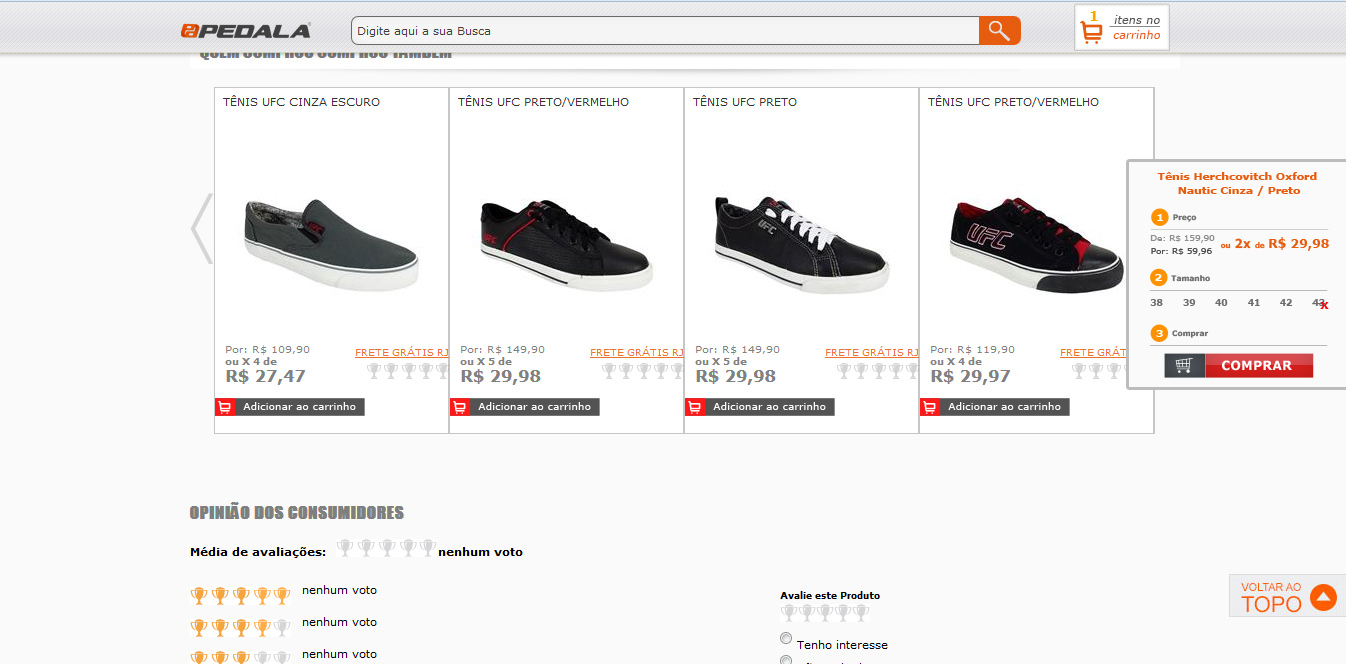 PEDALA
Digite aqui a sua Busca
1
itens no
carrinho
QUEM COMPROU COMPROU TAMBÉM
TÊNIS UFC CINZA ESCURO
Por: R$ 109,90
ou X 4 de
R$ 27,47
FRETE GRÁTIS RJ
Adicionar ao carrinho
TÊNIS UFC PRETO/VERMELHO
Por: R$ 149,90
ou X 5 de
R$ 29,98
FRETE GRÁTIS RJ
Adicionar ao carrinho
TÊNIS UFC PRETO
UFC
Por: R$ 149,90
ou X 5 de
R$ 29,98
FRETE GRÁTIS RJ
Adicionar ao carrinho
TÊNIS UFC PRETO/VERMELHO
UFC
Por: R$ 119,90
ou X 4 de
R$ 29,97
FRETE GRÁT
Adicionar ao carrinho
Tênis Herchcovitch Oxford
Nautic Cinza / Preto
1 Preço
De: R$ 159,90
Por: R$ 59,96
ou 2x de R$ 29,98
2 Tamanho
38 39 40 41 42 43 x
3 Comprar
COMPRAR
OPINIÃO DOS CONSUMIDORES
Média de avaliações: nenhum voto
nenhum voto
nenhum voto
nenhum voto
Avalie este Produto
Tenho interesse
VOLTAR AO
TOPO